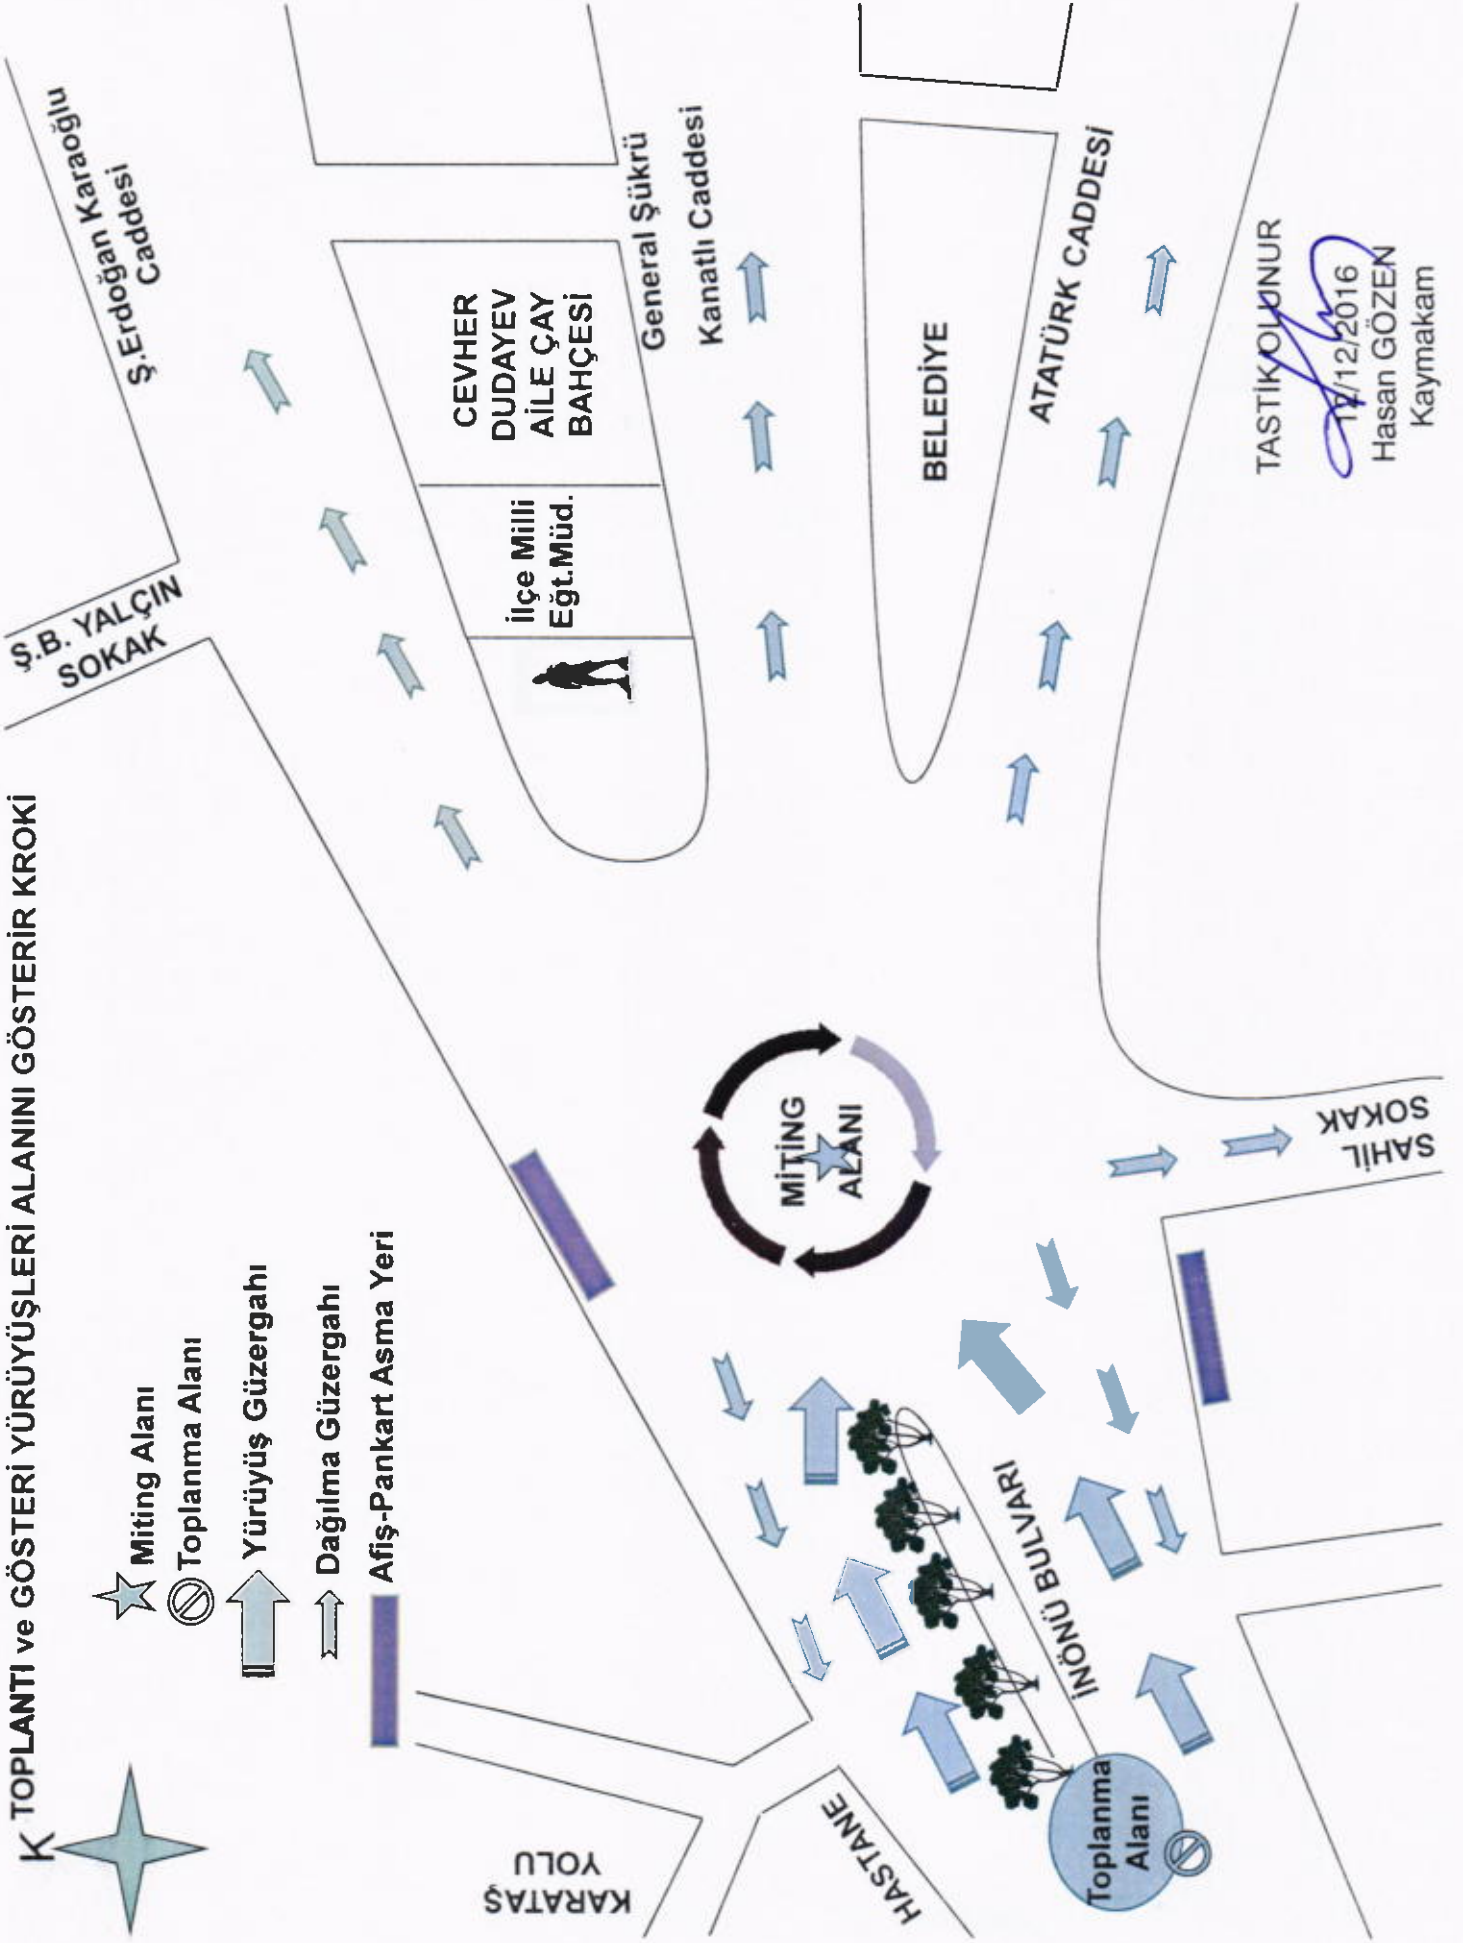 K
TOPLANTI ve GÖSTERİ YÜRÜYÜŞLERİ ALANINI GÖSTERİR KROKİ
Miting Alanı
Toplanma Alanı
Yürüyüş Güzergahı
Dağılma Güzergahı
Afiş-Pankart Asma Yeri
Ş.B. YALÇIN
SOKAK
Ş.Erdoğan Karaoğlu
Caddesi
İlçe Milli
Eğt.Müd.
CEVHER
DUDAYEV
AİLE ÇAY
BAHÇESİ
General Şükrü
Kanatlı Caddesi
BELEDİYE
ATATÜRK CADDESİ
MİTİNG
ALANI
KARATAŞ
YOLU
HASTANE
İNÖNÜ BULVARI
Toplanma
Alanı
SAHİL
SOKAK
TASTİK OLUNUR
12/12/2016
Hasan GÖZEN
Kaymakam